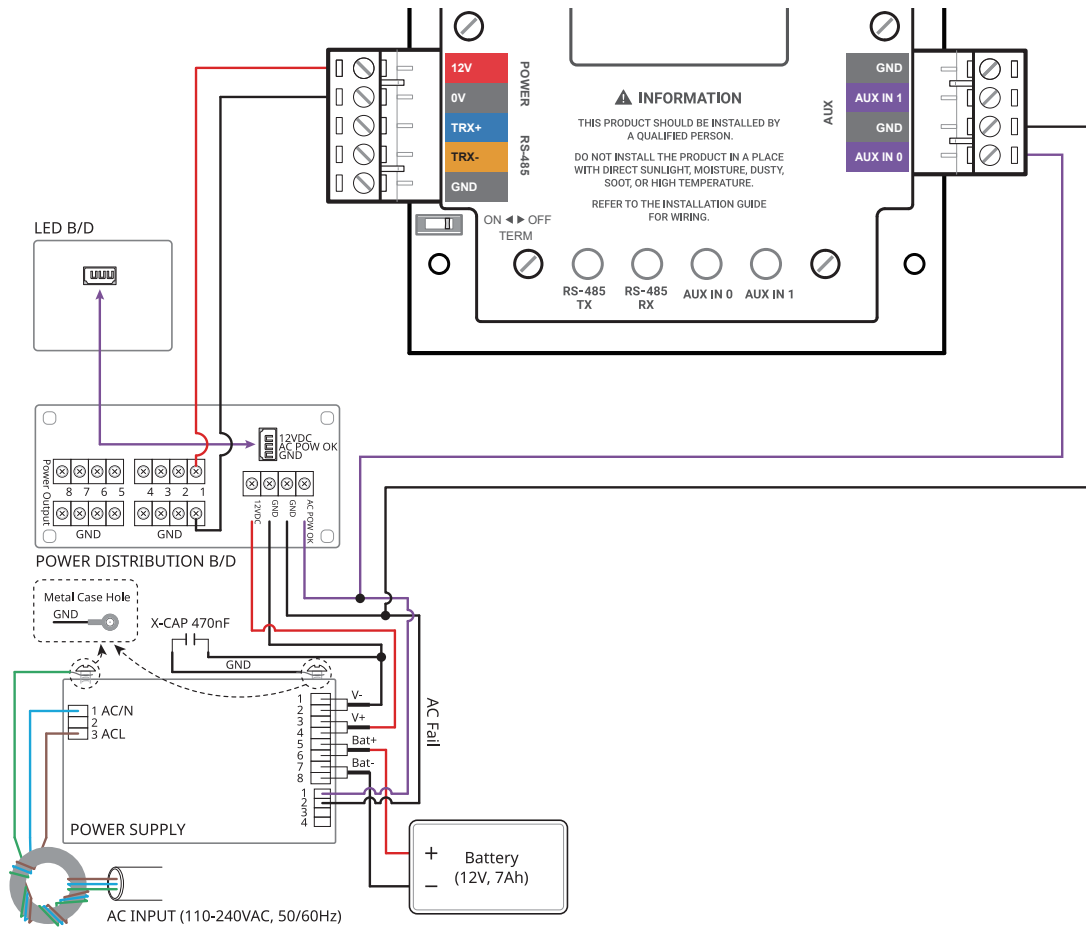 12V
0V
TRX+
TRX-
GND
POWER
RS-485
INFORMATION
THIS PRODUCT SHOULD BE INSTALLED BY
A QUALIFIED PERSON.
DO NOT INSTALL THE PRODUCT IN A PLACE
WITH DIRECT SUNLIGHT, MOISTURE, DUSTY,
SOOT, OR HIGH TEMPERATURE.
REFER TO THE INSTALLATION GUIDE
FOR WIRING.
AUX
GND
AUX IN 1
GND
AUX IN 0
ON ◄ ► OFF
TERM
RS-485
TX
RS-485
RX
AUX IN 0
AUX IN 1
LED B/D
12VDC
AC POW OK
GND
Power Output
8 7 6 5
4 3 2 1
GND
GND
12VDC
GND
GND
AC POW OK
POWER DISTRIBUTION B/D
Metal Case Hole
GND
X-CAP 470nF
GND
1 AC/N
2
3 ACL
1
2
3
4
5
6
7
8
V-
V+
Bat+
Bat-
1
2
3
4
AC Fail
POWER SUPPLY
+
−
Battery
(12V, 7Ah)
AC INPUT (110-240VAC, 50/60Hz)